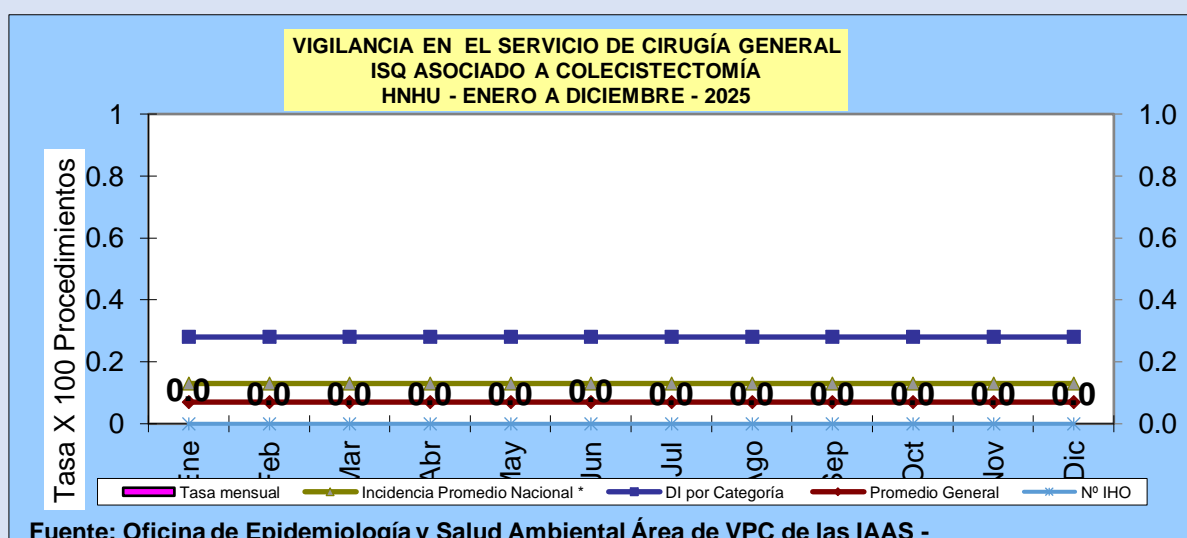 VIGILANCIA EN EL SERVICIO DE CIRUGÍA GENERAL
ISQ ASOCIADO A COLECISTECTOMÍA
HNHU - ENERO A DICIEMBRE - 2025
Tasa X 100 Procedimientos
1
0.8
0.6
0.4
0.2
0
1.0
0.8
0.6
0.4
0.2
0.0
0.0 0.0 0.0 0.0 0.0 0.0 0.0 0.0 0.0 0.0 0.0 0.0
Ene Feb Mar Abr May Jun Jul Ago Sep Oct Nov Dic
Tasa mensual Incidencia Promedio Nacional * DI por Categoría Promedio General Nº IHO
Fuente: Oficina de Epidemiología y Salud Ambiental Área de VPC de las IAAS -